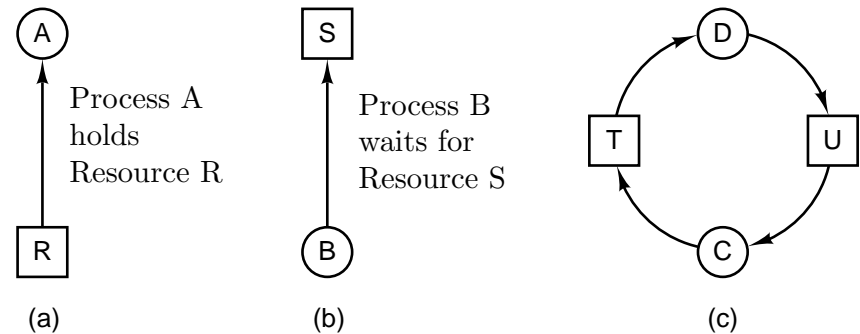 A
Process A
holds
Resource R
R
(a)
S
Process B
waits for
Resource S
B
(b)
D
T
U
C
(c)